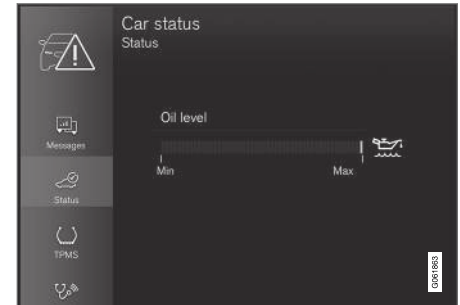 Car status
Status
Oil level
Min
Max
Messages
Status
TPMS
G061863